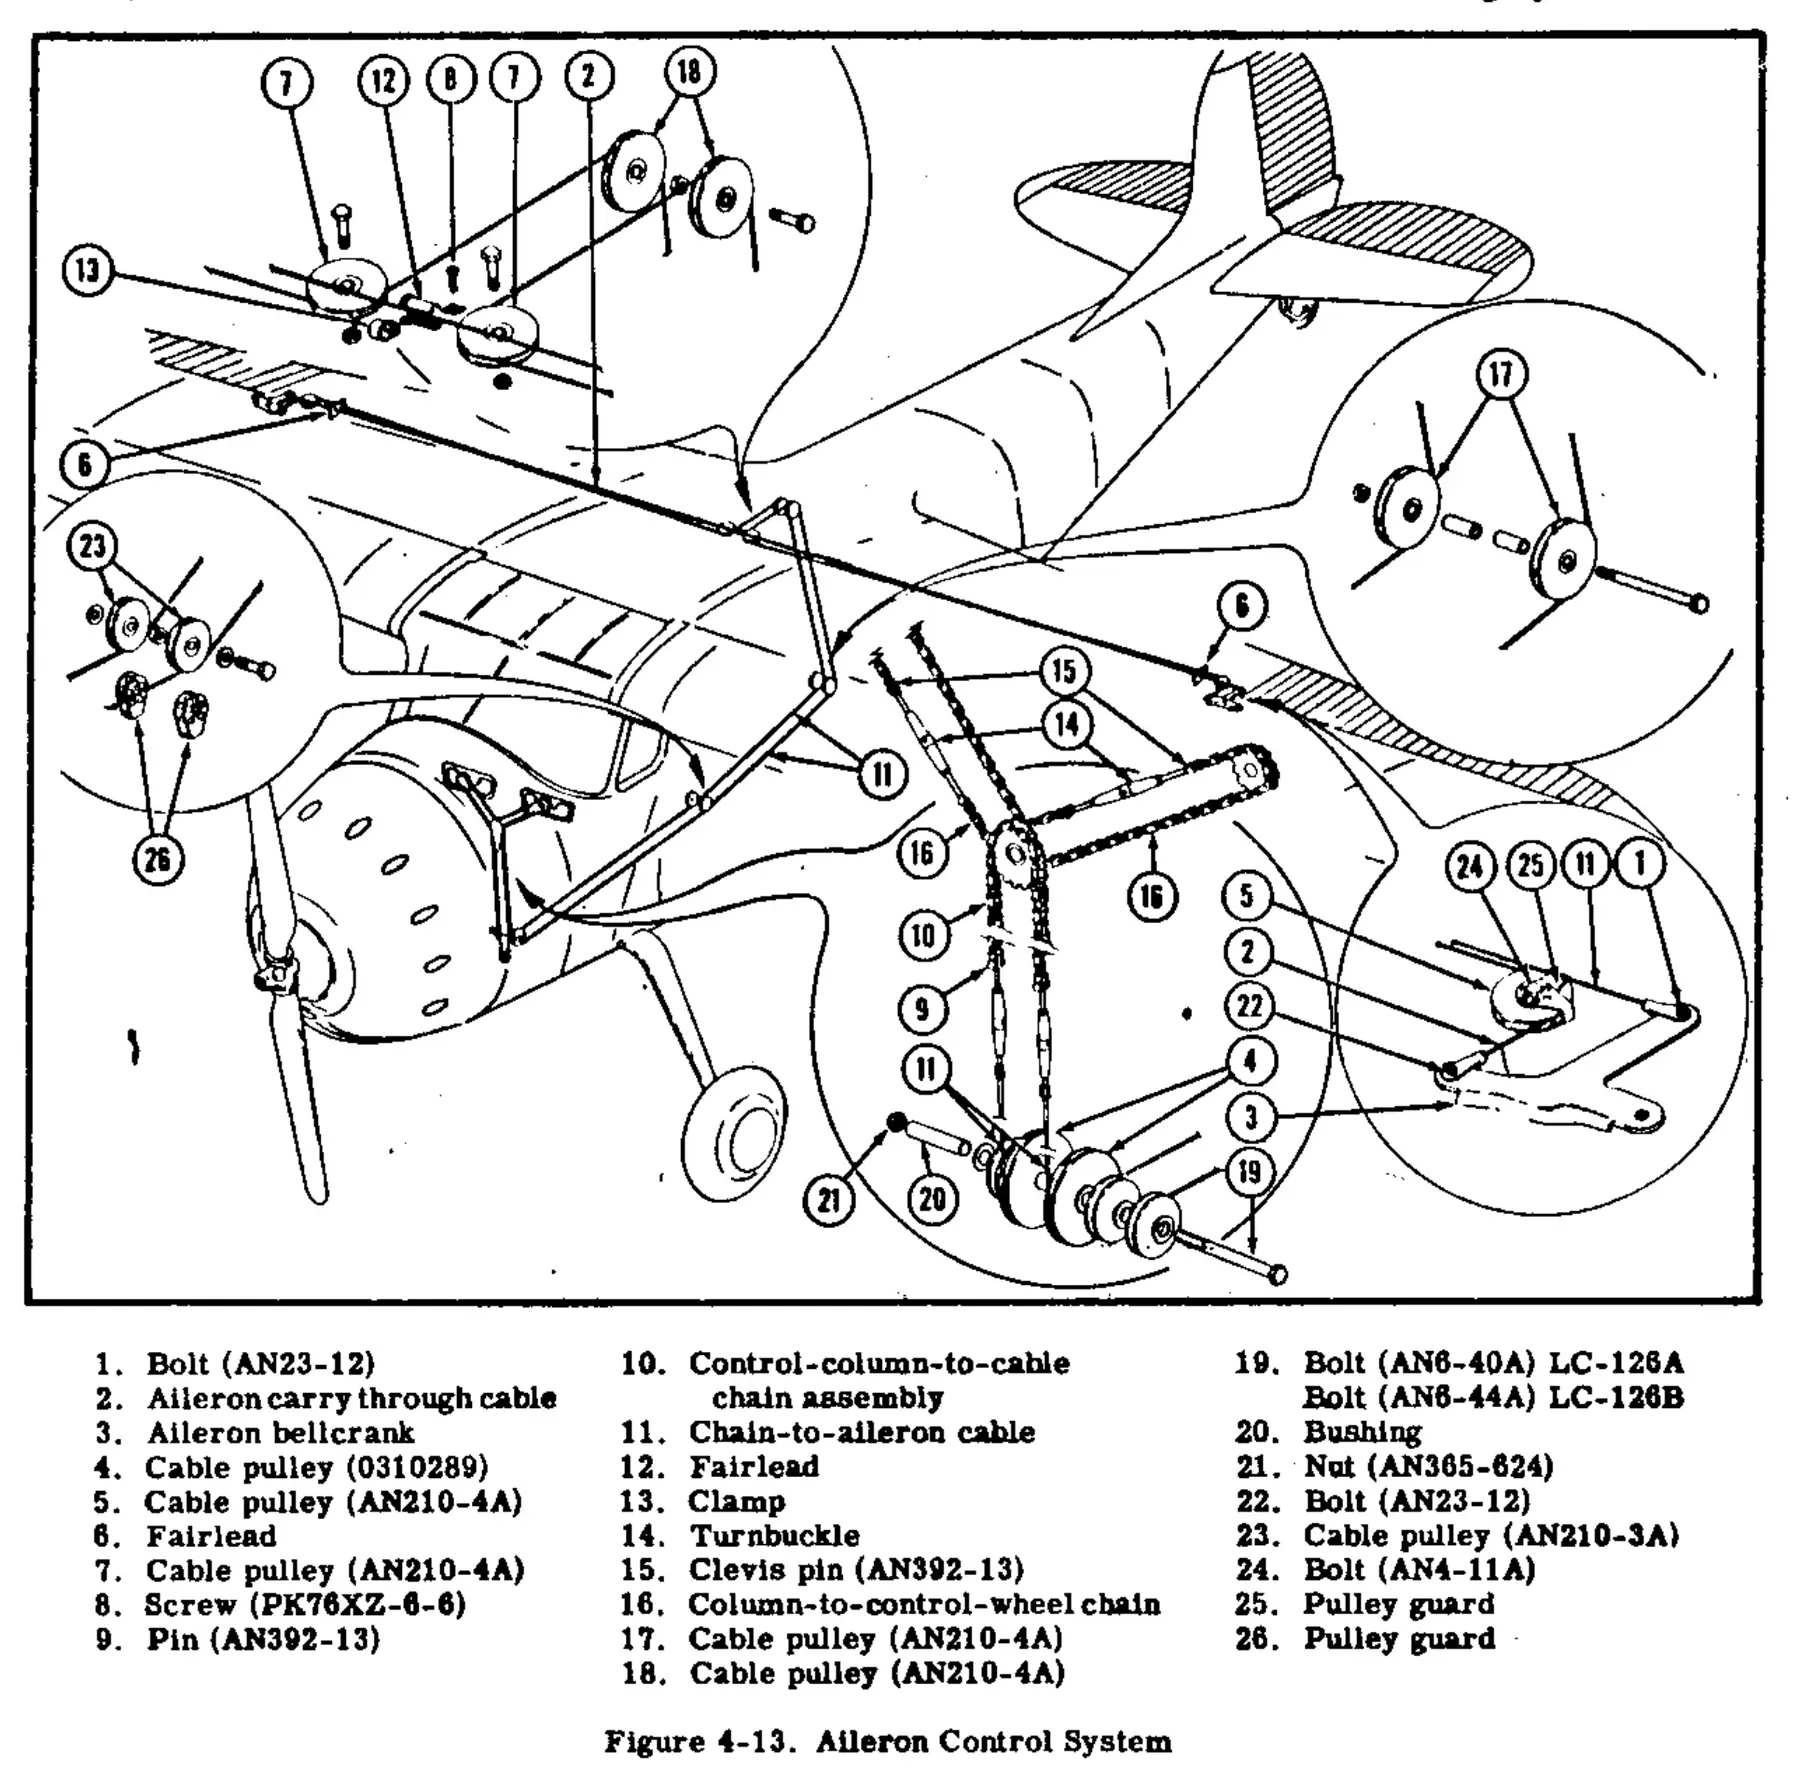 7 12 8 7 2 18
13
17
6
23
6
15
14
11
26
16
24 25 11 1
5
16
10
2
9
22
11
4
3
19
21
20
1. Bolt (AN23-12)
2. Aileron carry through cable
3. Aileron bellcrank
4. Cable pulley (0310289)
5. Cable pulley (AN210-4A)
6. Fairlead
7. Cable pulley (AN210-4A)
8. Screw (PK76XZ-6-6)
9. Pin (AN392-13)
10. Control-column-to-cable
chain assembly
11. Chain-to-aileron cable
12. Fairlead
13. Clamp
14. Turnbuckle
15. Clevis pin (AN392-13)
16. Column-to-control-wheel chain
17. Cable pulley (AN210-4A)
18. Cable pulley (AN210-4A)
19. Bolt (AN6-40A) LC-126A
Bolt (AN6-44A) LC-126B
20. Bushing
21. Nut (AN365-624)
22. Bolt (AN23-12)
23. Cable pulley (AN210-3A)
24. Bolt (AN4-11A)
25. Pulley guard
26. Pulley guard
Figure 4-13. Aileron Control System